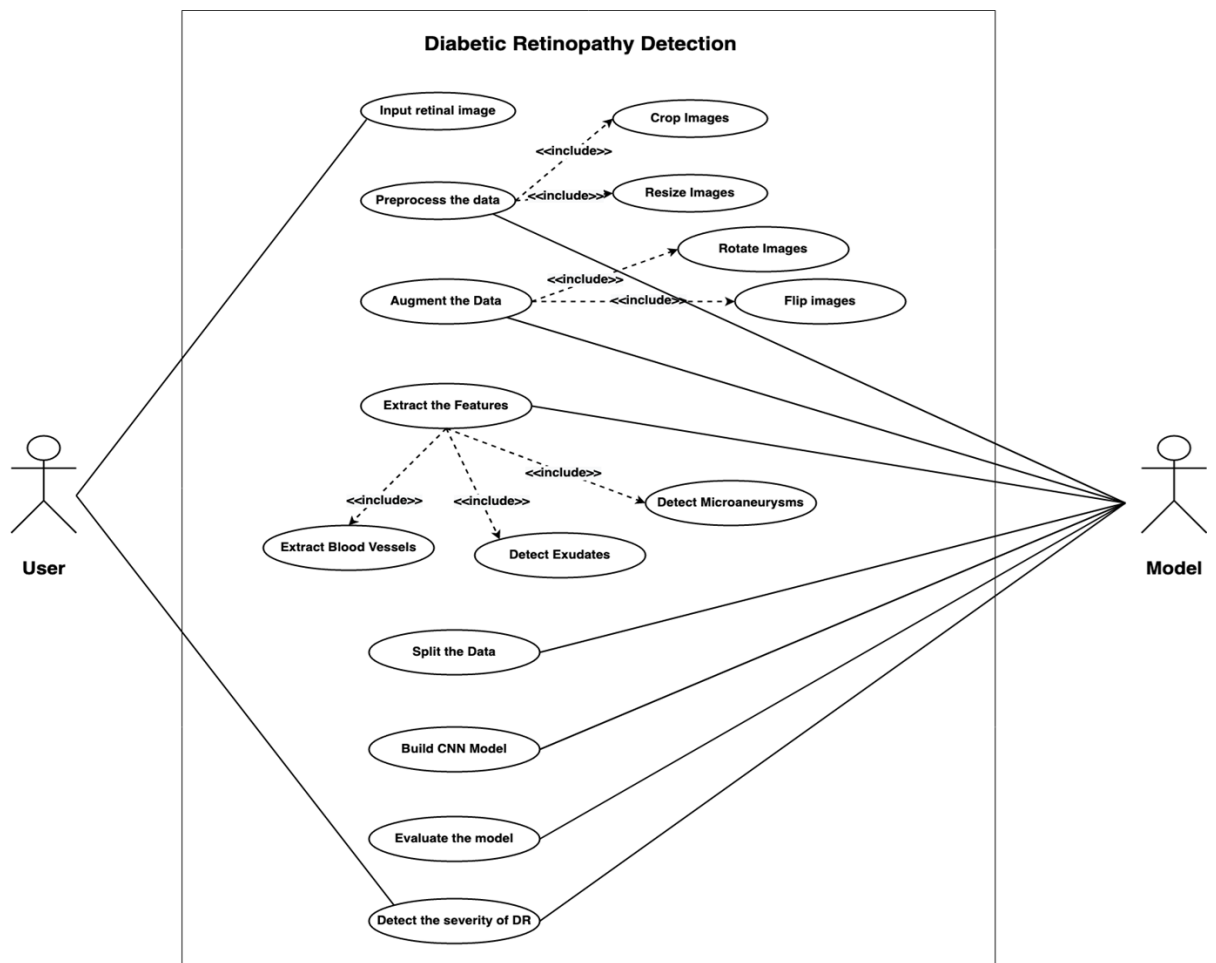 Diabetic Retinopathy Detection
Input retinal image
Crop Images
<<include>>
Preprocess the data
<<include>>
Resize Images
Rotate Images
<<include>>
Augment the Data
<<include>>
Flip images
Extract the Features
<<include>>
<<include>>
<<include>>
Detect Microaneurysms
Extract Blood Vessels
Detect Exudates
User
Model
Split the Data
Build CNN Model
Evaluate the model
Detect the severity of DR